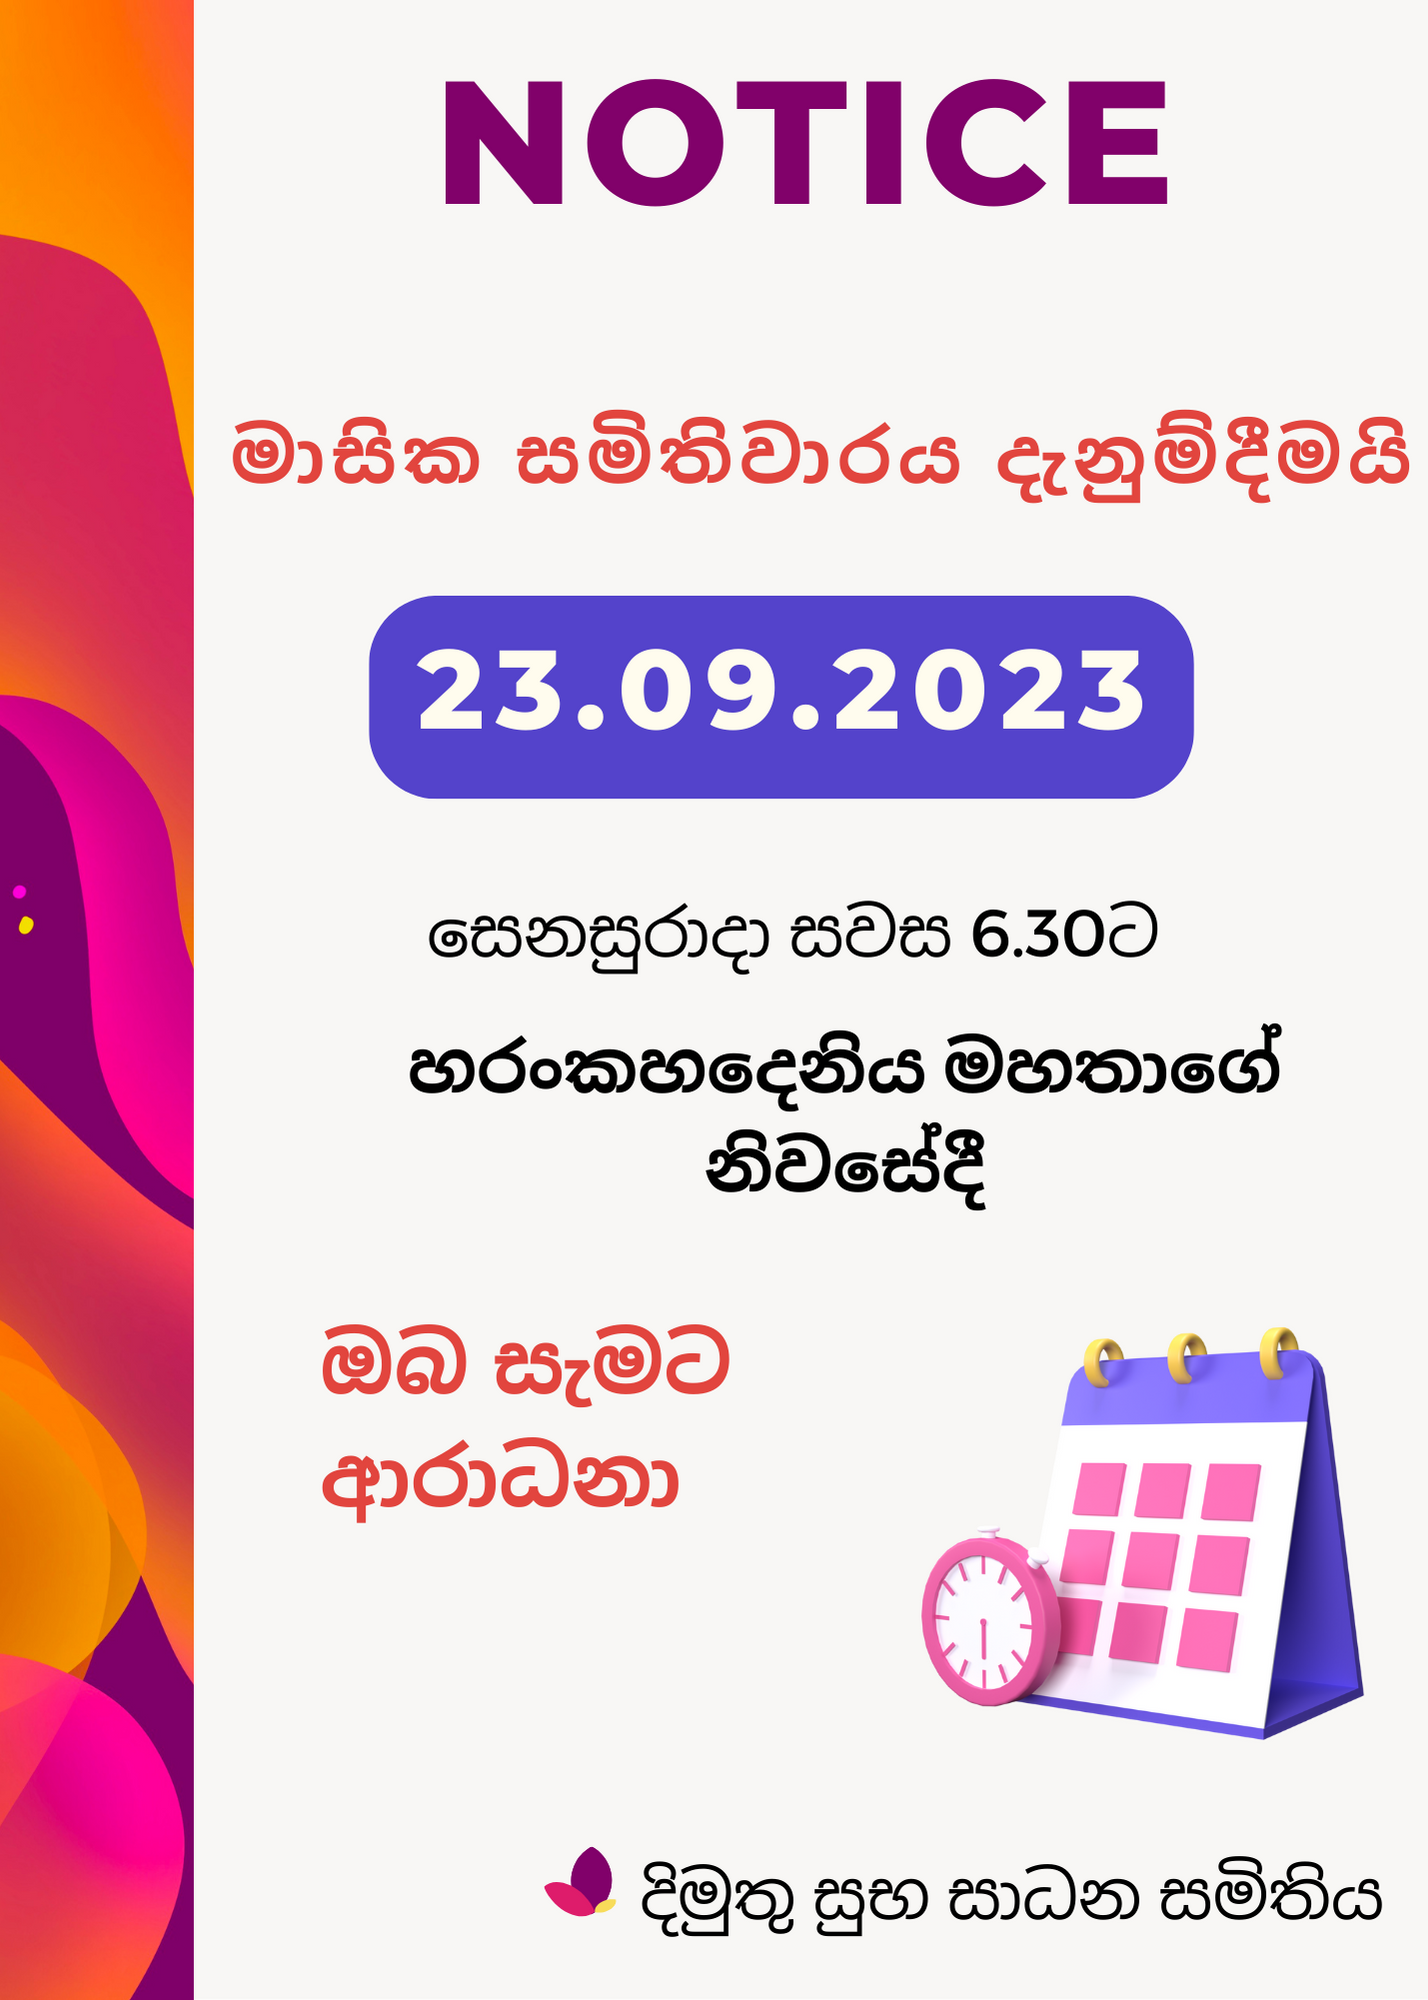 NOTICE
මාසික සමිතිවාරය දැනුම්දීමයි
23.09.2023
සෙනසුරාදා සවස 6.30ට
හරංකහදෙනිය මහතාගේ
නිවසේදී
ඔබ සැමට
ආරාධනා
දිමුතු සුභ සාධන සමිතිය